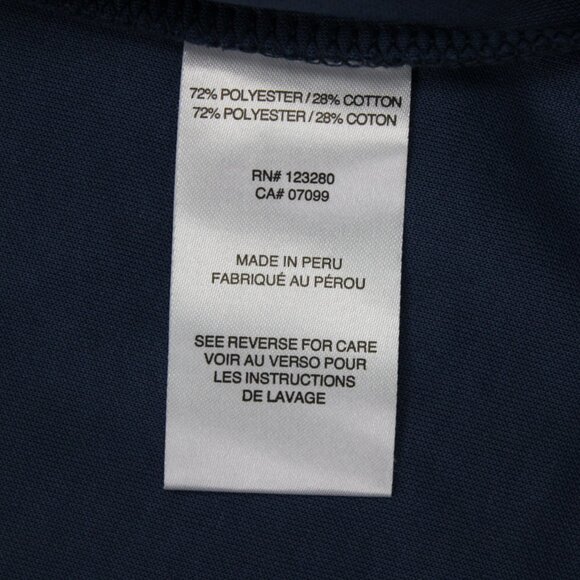 72% POLYESTER / 28% COTTON
72% POLYESTER / 28% COTON
RN# 123280
CA# 07099
MADE IN PERU
FABRIQUÉ AU PÉROU
SEE REVERSE FOR CARE
VOIR AU VERSO POUR
LES INSTRUCTIONS
DE LAVAGE